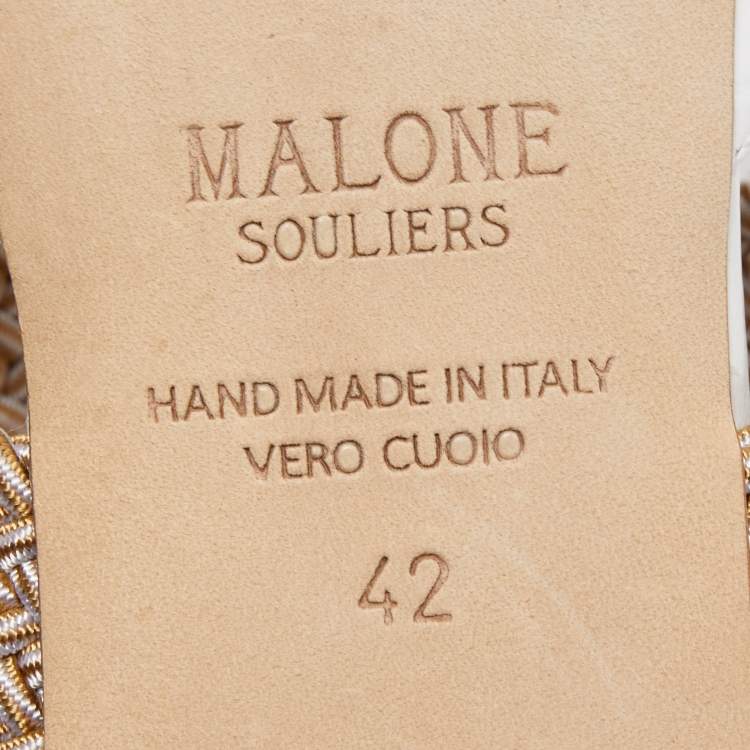 MALONE
SOULIERS
HAND MADE IN ITALY
VERO CUOIO
42